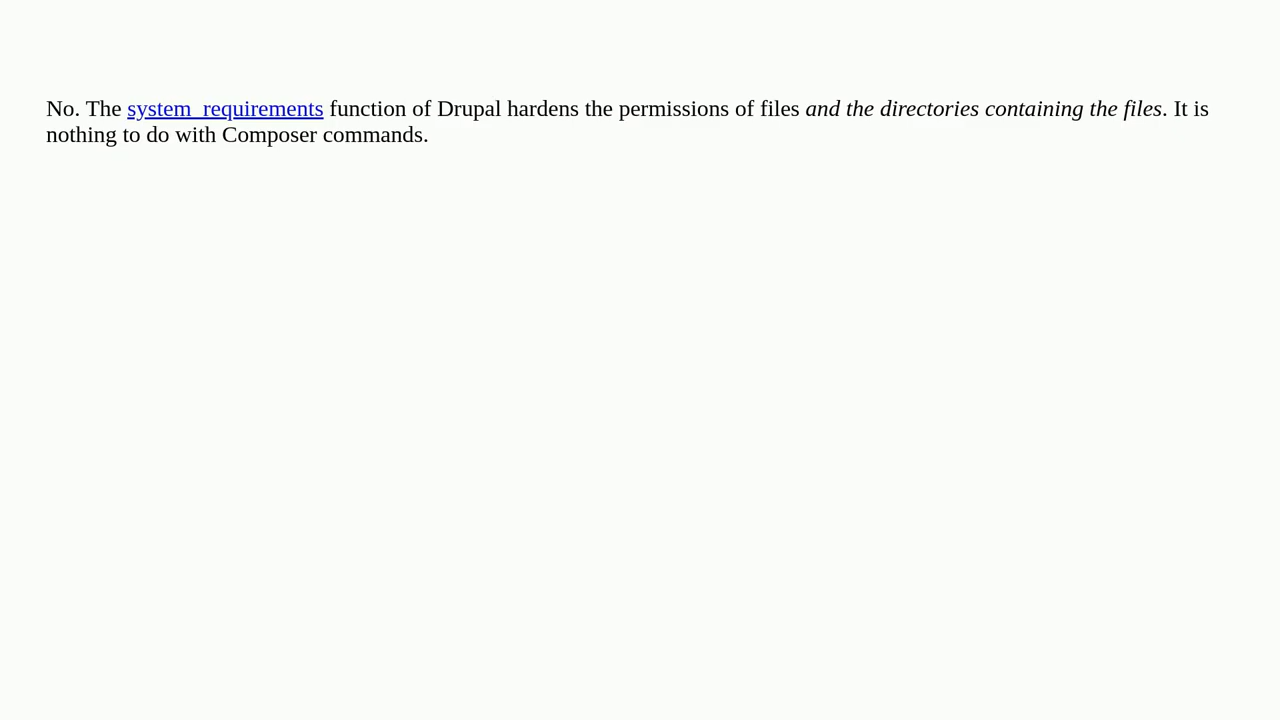 No. The system_requirements function of Drupal hardens the permissions of files and the directories containing the files. It is
nothing to do with Composer commands.